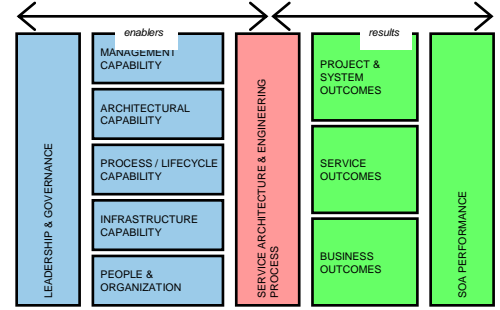 enablers
results
LEADERSHIP & GOVERNANCE
MANAGEMENT
CAPABILITY
ARCHITECTURAL
CAPABILITY
PROCESS / LIFECYCLE
CAPABILITY
INFRASTRUCTURE
CAPABILITY
PEOPLE &
ORGANIZATION
SERVICE ARCHITECTURE & ENGINEERING
PROCESS
PROJECT &
SYSTEM
OUTCOMES
SERVICE
OUTCOMES
BUSINESS
OUTCOMES
SOA PERFORMANCE